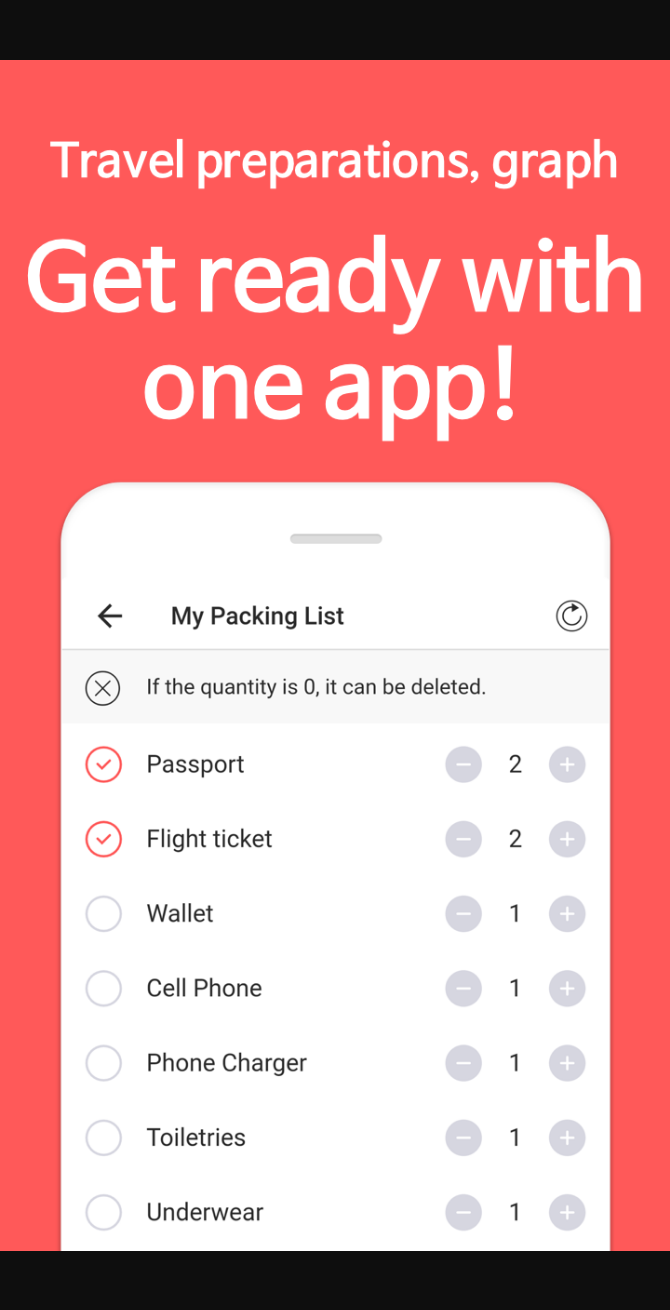 Travel preparations, graph
Get ready with
one app!
My Packing List
If the quantity is 0, it can be deleted.
Passport 2
Flight ticket 2
Wallet 1
Cell Phone 1
Phone Charger 1
Toiletries 1
Underwear 1